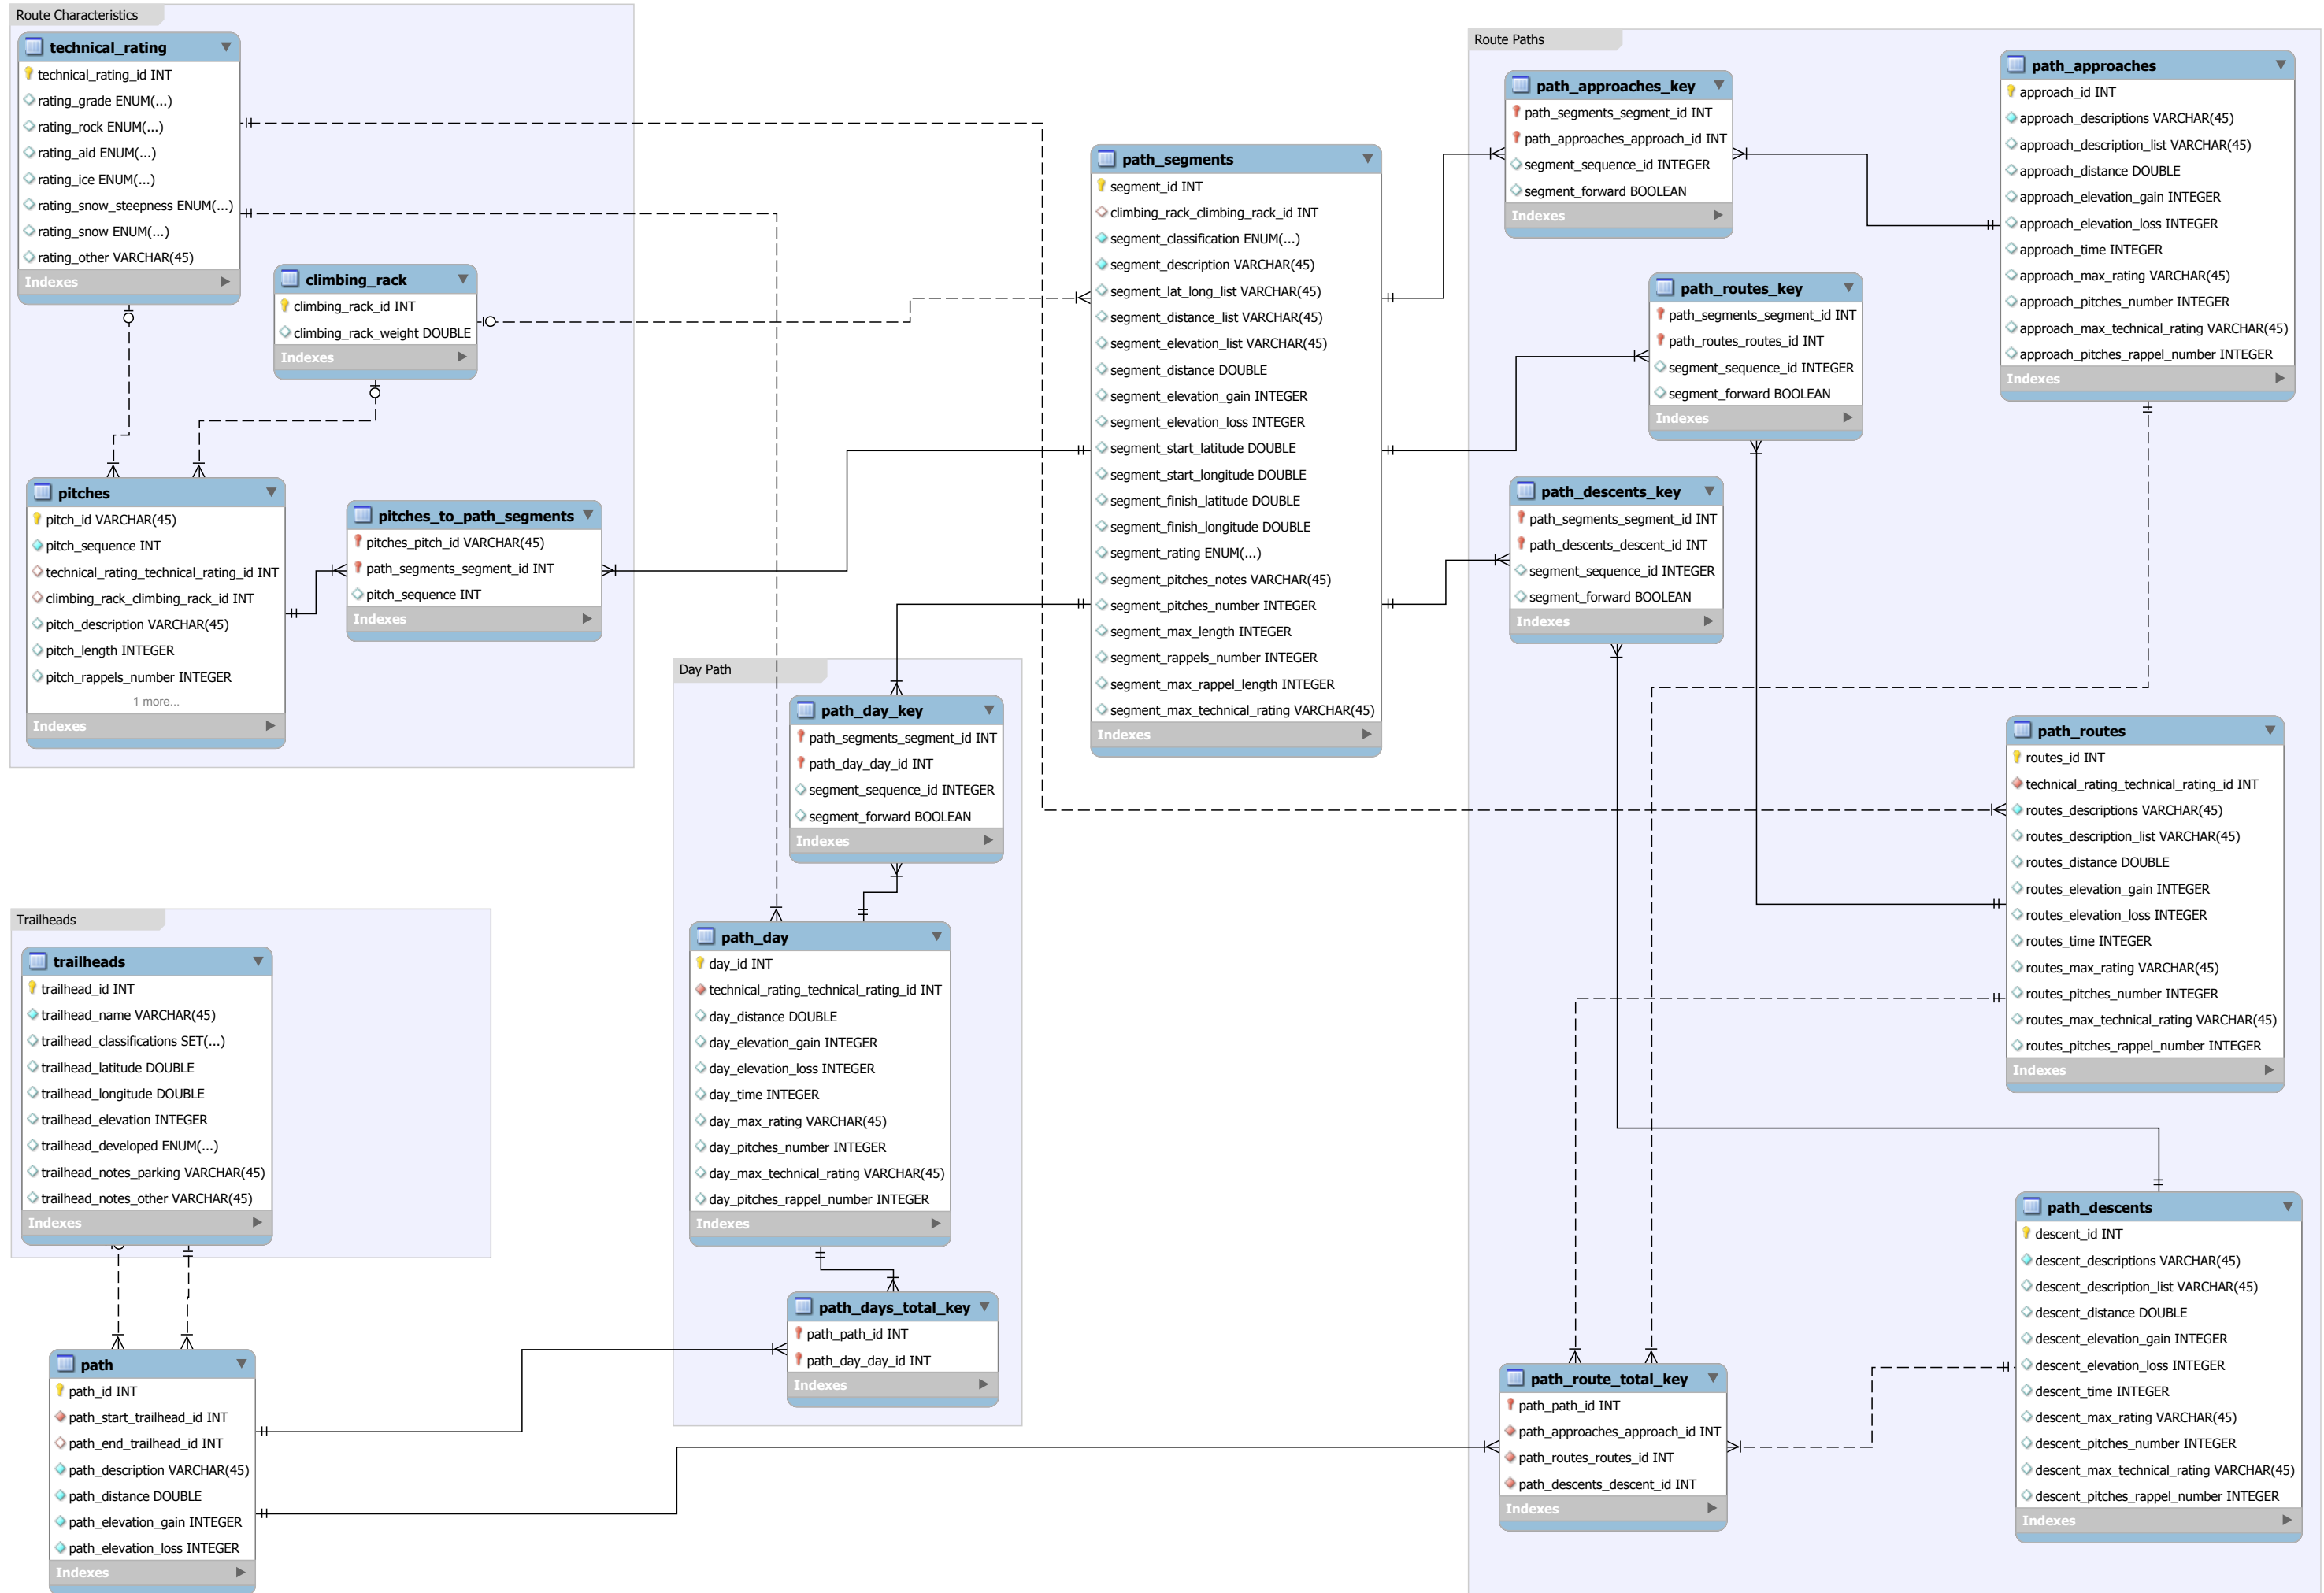 Route Characteristics
technical_rating
technical_rating_id INT
rating_grade ENUM(...)
rating_rock ENUM(...)
rating_aid ENUM(...)
rating_ice ENUM(...)
rating_snow_steepness ENUM(...)
rating_snow ENUM(...)
rating_other VARCHAR(45)
Indexes
climbing_rack
climbing_rack_id INT
climbing_rack_weight DOUBLE
Indexes
pitches
pitch_id VARCHAR(45)
pitch_sequence INT
technical_rating_technical_rating_id INT
climbing_rack_climbing_rack_id INT
pitch_description VARCHAR(45)
pitch_length INTEGER
pitch_rappels_number INTEGER
1 more...
Indexes
pitches_to_path_segments
pitches_pitch_id VARCHAR(45)
path_segments_segment_id INT
pitch_sequence INT
Indexes
path_segments
segment_id INT
climbing_rack_climbing_rack_id INT
segment_classification ENUM(...)
segment_description VARCHAR(45)
segment_lat_long_list VARCHAR(45)
segment_distance_list VARCHAR(45)
segment_elevation_list VARCHAR(45)
segment_distance DOUBLE
segment_elevation_gain INTEGER
segment_elevation_loss INTEGER
segment_start_latitude DOUBLE
segment_start_longitude DOUBLE
segment_finish_latitude DOUBLE
segment_finish_longitude DOUBLE
segment_rating ENUM(...)
segment_pitches_notes VARCHAR(45)
segment_pitches_number INTEGER
segment_max_length INTEGER
segment_rappels_number INTEGER
segment_max_rappel_length INTEGER
segment_max_technical_rating VARCHAR(45)
Indexes
Route Paths
path_approaches_key
path_segments_segment_id INT
path_approaches_approach_id INT
segment_sequence_id INTEGER
segment_forward BOOLEAN
Indexes
path_approaches
approach_id INT
approach_descriptions VARCHAR(45)
approach_description_list VARCHAR(45)
approach_distance DOUBLE
approach_elevation_gain INTEGER
approach_elevation_loss INTEGER
approach_time INTEGER
approach_max_rating VARCHAR(45)
approach_pitches_number INTEGER
approach_max_technical_rating VARCHAR(45)
approach_pitches_rappel_number INTEGER
Indexes
path_routes_key
path_segments_segment_id INT
path_routes_routes_id INT
segment_sequence_id INTEGER
segment_forward BOOLEAN
Indexes
path_descents_key
path_segments_segment_id INT
path_descents_descent_id INT
segment_sequence_id INTEGER
segment_forward BOOLEAN
Indexes
path_routes
routes_id INT
technical_rating_technical_rating_id INT
routes_descriptions VARCHAR(45)
routes_description_list VARCHAR(45)
routes_distance DOUBLE
routes_elevation_gain INTEGER
routes_elevation_loss INTEGER
routes_time INTEGER
routes_max_rating VARCHAR(45)
routes_pitches_number INTEGER
routes_max_technical_rating VARCHAR(45)
routes_pitches_rappel_number INTEGER
Indexes
Day Path
path_day_key
path_segments_segment_id INT
path_day_day_id INT
segment_sequence_id INTEGER
segment_forward BOOLEAN
Indexes
path_day
day_id INT
technical_rating_technical_rating_id INT
day_distance DOUBLE
day_elevation_gain INTEGER
day_elevation_loss INTEGER
day_time INTEGER
day_max_rating VARCHAR(45)
day_pitches_number INTEGER
day_max_technical_rating VARCHAR(45)
day_pitches_rappel_number INTEGER
Indexes
path_days_total_key
path_path_id INT
path_day_day_id INT
Indexes
Trailheads
trailheads
trailhead_id INT
trailhead_name VARCHAR(45)
trailhead_classifications SET(...)
trailhead_latitude DOUBLE
trailhead_longitude DOUBLE
trailhead_elevation INTEGER
trailhead_developed ENUM(...)
trailhead_notes_parking VARCHAR(45)
trailhead_notes_other VARCHAR(45)
Indexes
path
path_id INT
path_start_trailhead_id INT
path_end_trailhead_id INT
path_description VARCHAR(45)
path_distance DOUBLE
path_elevation_gain INTEGER
path_elevation_loss INTEGER
Indexes
path_route_total_key
path_path_id INT
path_approaches_approach_id INT
path_routes_routes_id INT
path_descents_descent_id INT
Indexes
path_descents
descent_id INT
descent_descriptions VARCHAR(45)
descent_description_list VARCHAR(45)
descent_distance DOUBLE
descent_elevation_gain INTEGER
descent_elevation_loss INTEGER
descent_time INTEGER
descent_max_rating VARCHAR(45)
descent_pitches_number INTEGER
descent_max_technical_rating VARCHAR(45)
descent_pitches_rappel_number INTEGER
Indexes